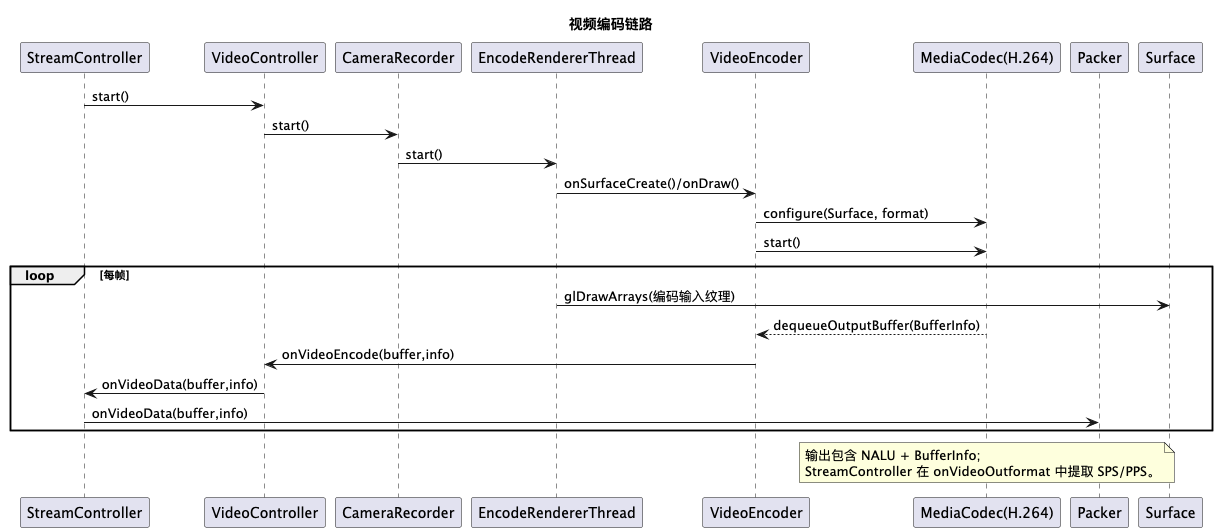 视频编码链路
StreamController VideoController CameraRecorder EncodeRendererThread VideoEncoder MediaCodec(H.264) Packer Surface
start()
start()
start()
onSurfaceCreate()/onDraw()
configure(Surface, format)
start()
loop [每帧]
glDrawArrays(编码输入纹理)
dequeueOutputBuffer(BufferInfo)
onVideoEncode(buffer,info)
onVideoData(buffer,info)
onVideoData(buffer,info)
输出包含 NALU + BufferInfo;
StreamController 在 onVideoOutformat 中提取 SPS/PPS。
StreamController VideoController CameraRecorder EncodeRendererThread VideoEncoder MediaCodec(H.264) Packer Surface